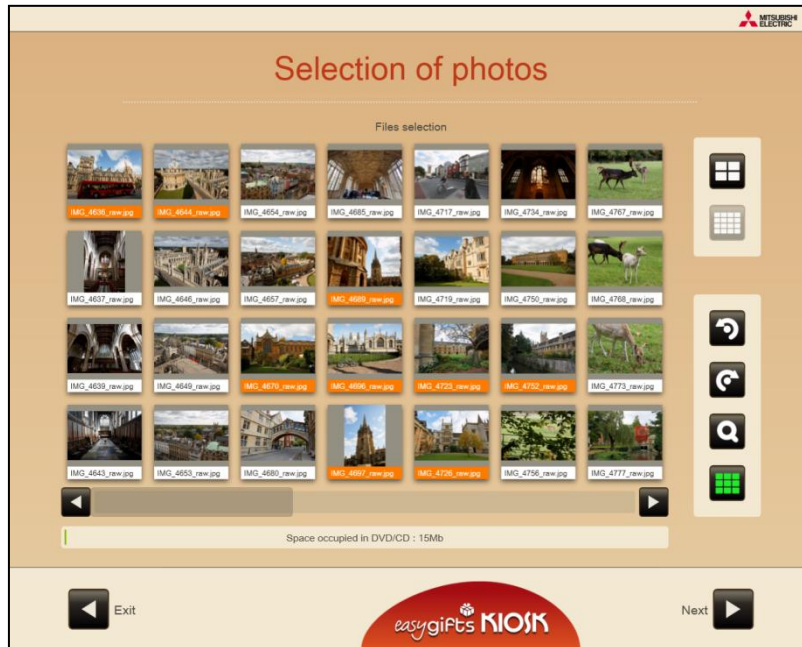 MITSUBISHI
ELECTRIC
Selection of photos
Files selection
IMG_4636_raw.jpg IMG_4644_raw.jpg IMG_4654_raw.jpg IMG_4685_raw.jpg IMG_4717_raw.jpg IMG_4734_raw.jpg IMG_4767_raw.jpg
IMG_4637_raw.jpg IMG_4646_raw.jpg IMG_4657_raw.jpg IMG_4689_raw.jpg IMG_4719_raw.jpg IMG_4750_raw.jpg IMG_4768_raw.jpg
IMG_4639_raw.jpg IMG_4649_raw.jpg IMG_4670_raw.jpg IMG_4696_raw.jpg IMG_4723_raw.jpg IMG_4752_raw.jpg IMG_4773_raw.jpg
IMG_4643_raw.jpg IMG_4653_raw.jpg IMG_4680_raw.jpg IMG_4697_raw.jpg IMG_4726_raw.jpg IMG_4756_raw.jpg IMG_4777_raw.jpg
Space occupied in DVD/CD : 15Mb
Exit
easygifts KIOSK
Next